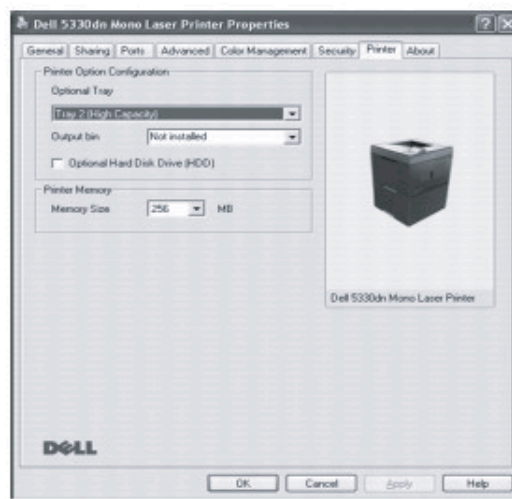 Dell 5330dn Mono Laser Printer Properties
General Sharing Ports Advanced Color Management Security Printer About
Printer Option Configuration
Optional Tray
Tray 2 (High Capacity)
Output bin Not installed
Optional Hard Disk Drive (HDD)
Printer Memory
Memory Size 256 MB
Dell 5330dn Mono Laser Printer
DELL
OK Cancel Apply Help